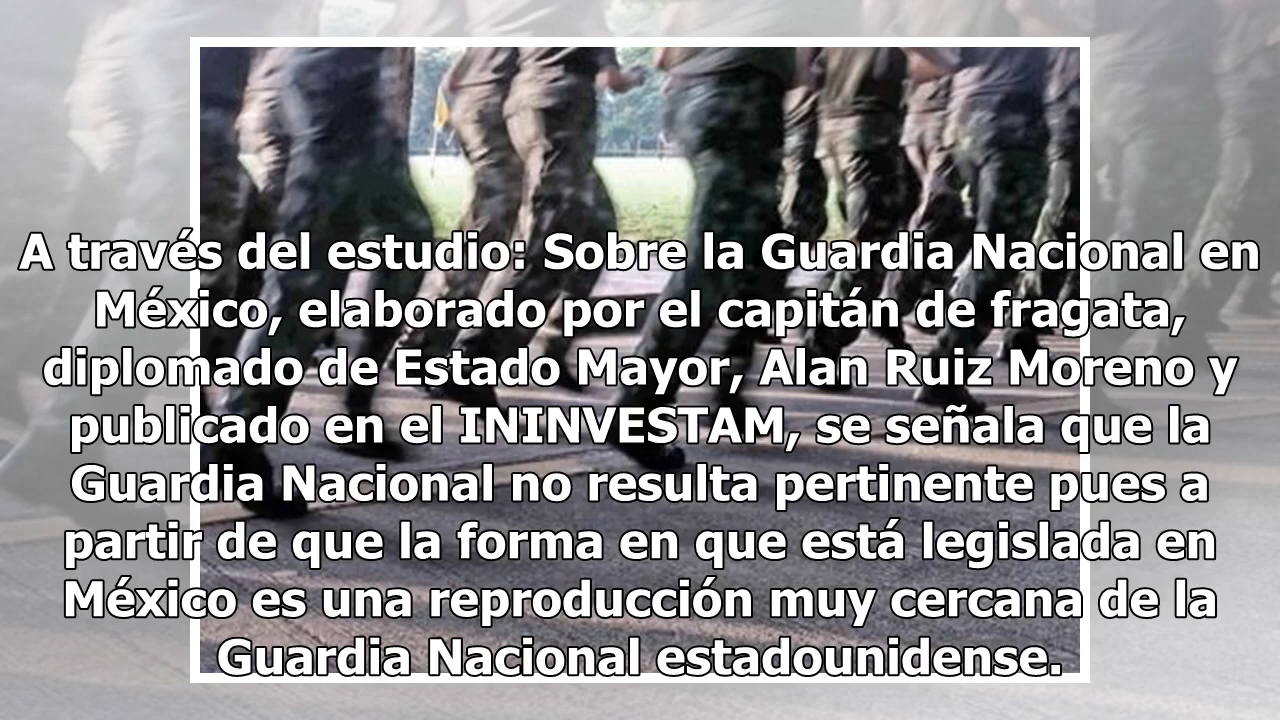 A través del estudio: Sobre la Guardia Nacional en
México, elaborado por el capitán de fragata,
diplomado de Estado Mayor, Alan Ruiz Moreno y
publicado en el ININVESTAM, se señala que la
Guardia Nacional no resulta pertinente pues a
partir de que la forma en que está legislada en
México es una reproducción muy cercana de la
Guardia Nacional estadounidense.